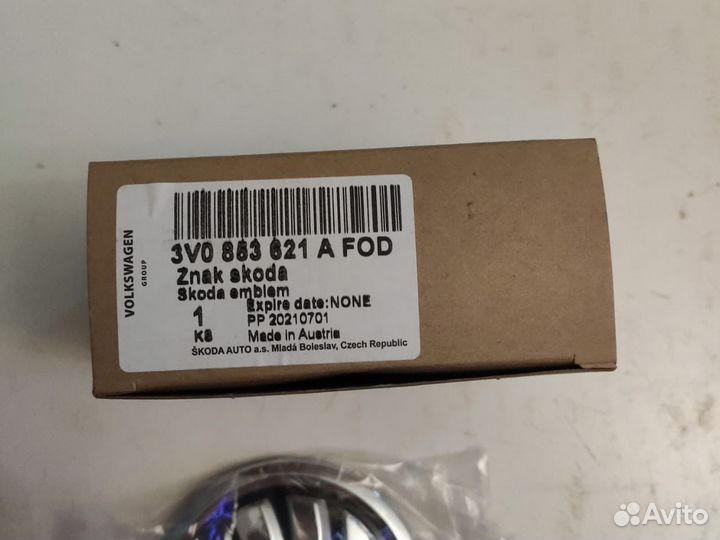 VOLKSWAGEN
GROUP
3V0 853 621 A FOD
Znak skoda
Skoda emblem
1 Expire date:NONE
PP 20210701
KS Made in Austria
ŠKODA AUTO a.s. Mladá Boleslav, Czech Republic
Avito